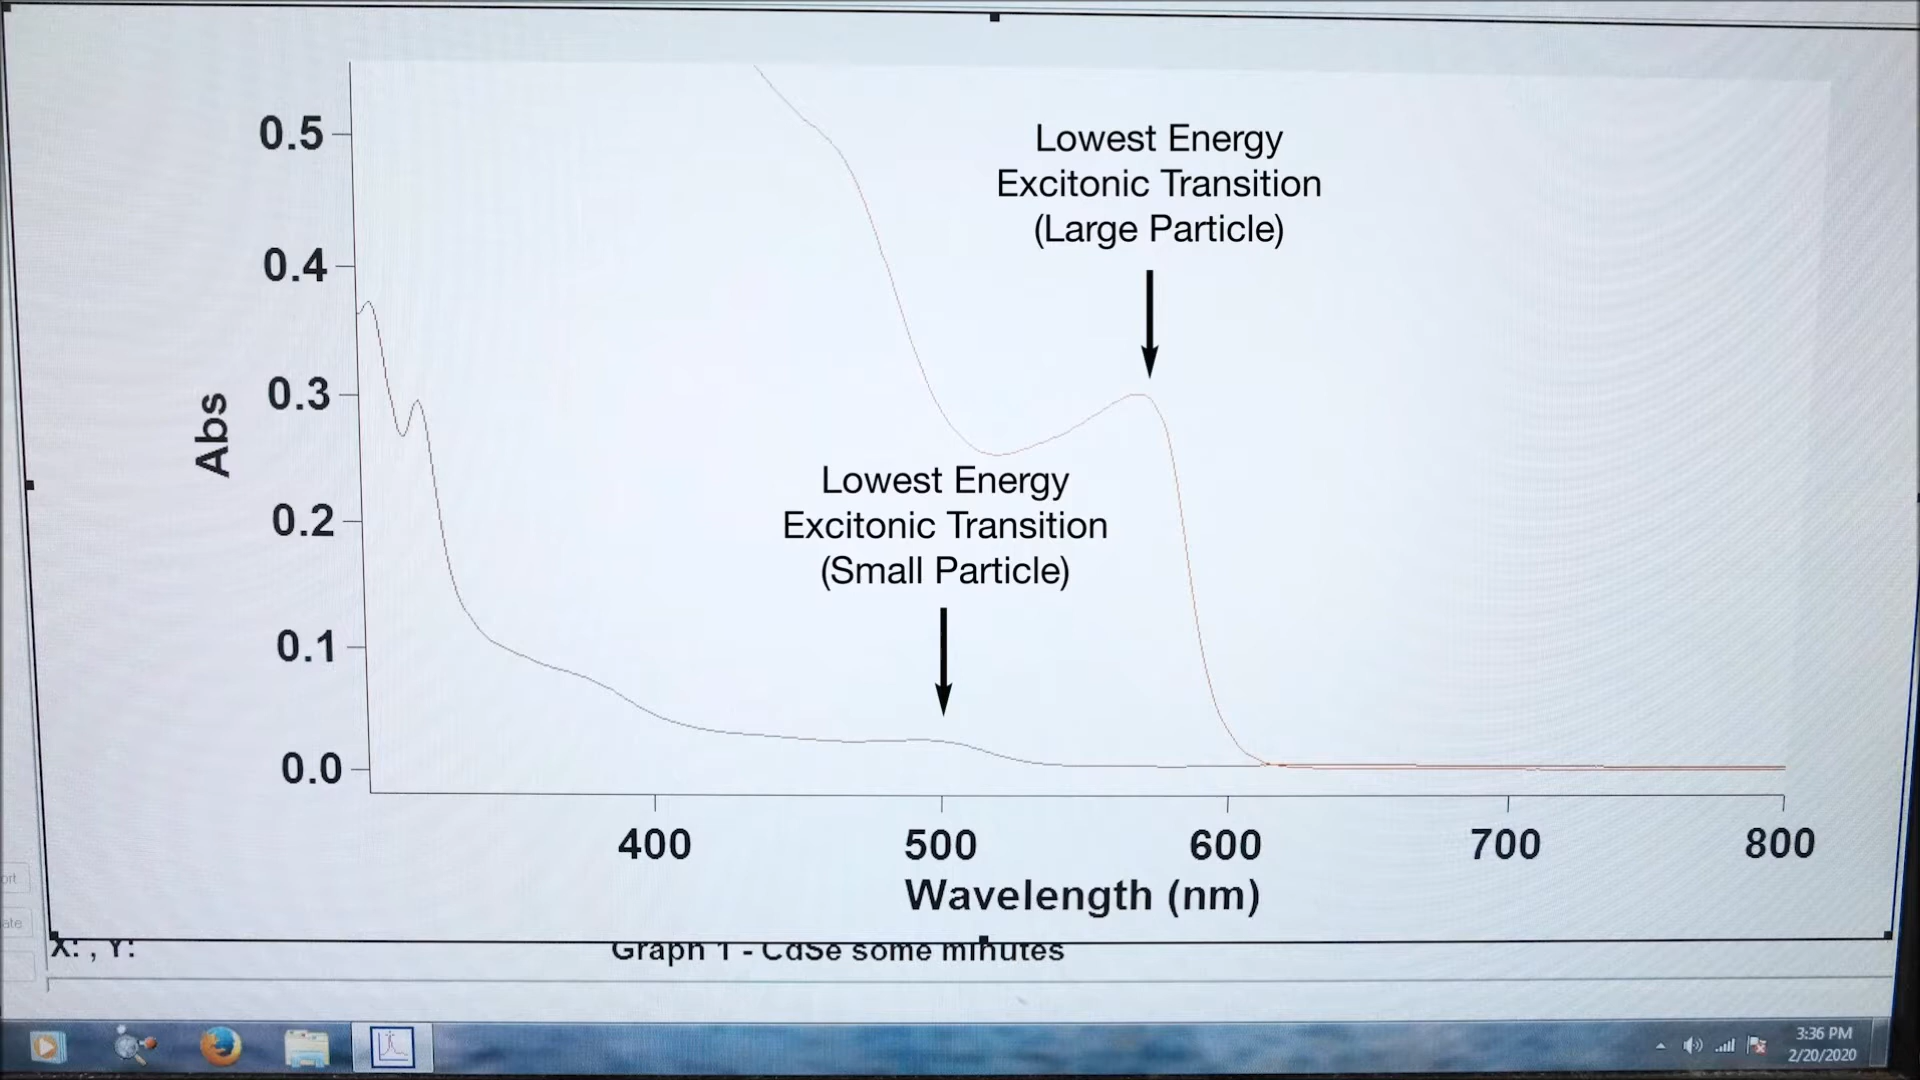 0.5
0.4
0.3
0.2
0.1
0.0
Abs
Lowest Energy
Excitonic Transition
(Large Particle)
Lowest Energy
Excitonic Transition
(Small Particle)
400 500 600 700 800
Wavelength (nm)
X: , Y:
Graph 1 - CdSe some minutes
ort
ate
3:36 PM
2/20/2020